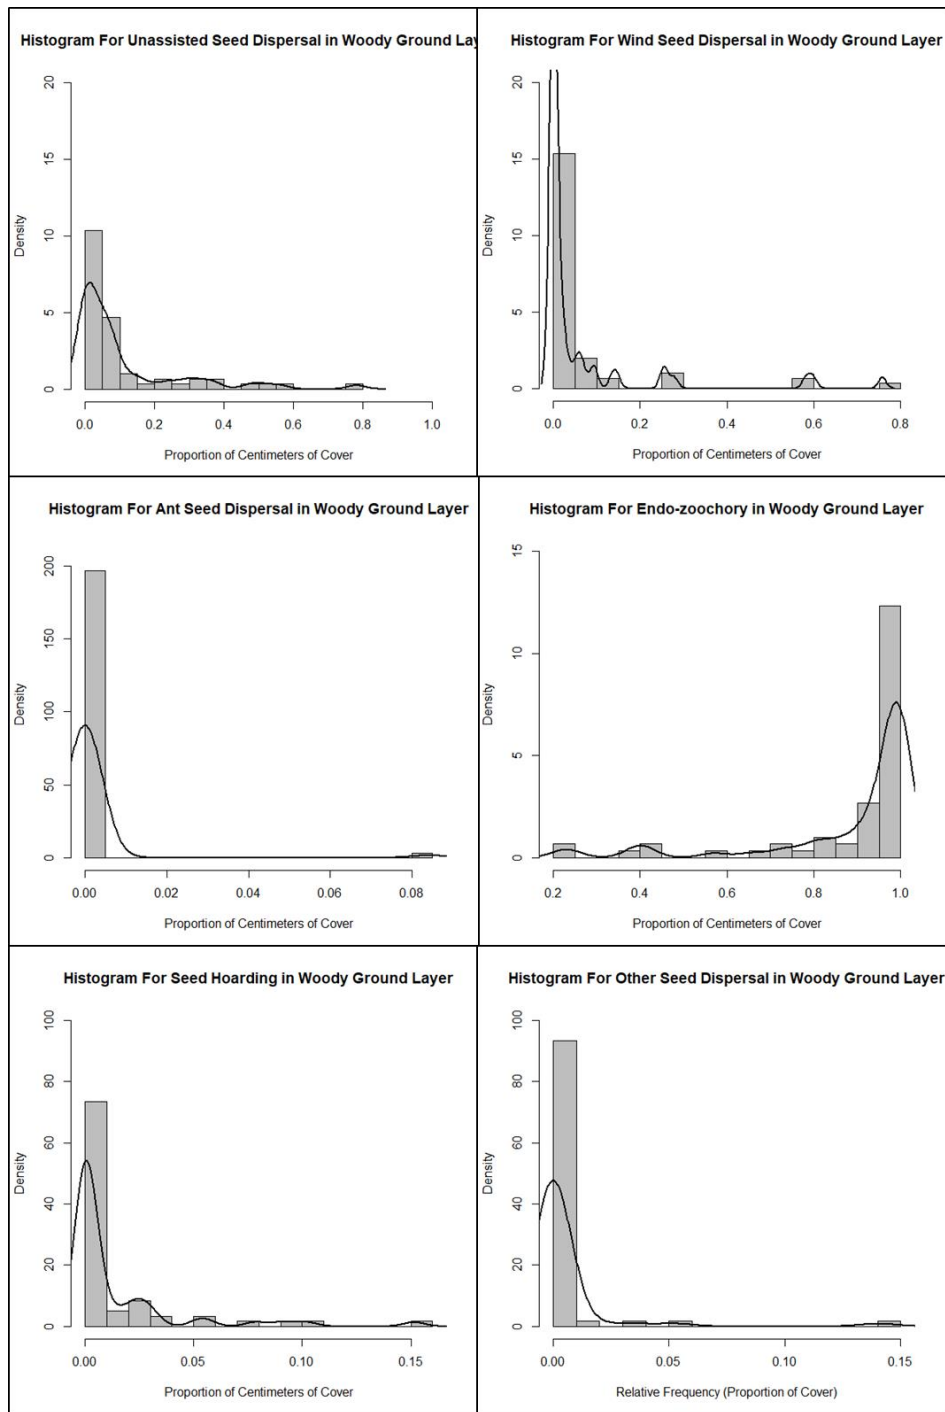 Histogram For Unassisted Seed Dispersal in Woody Ground Lay
20
15
10
5
0
Density
0.0 0.2 0.4 0.6 0.8 1.0
Proportion of Centimeters of Cover
Histogram For Wind Seed Dispersal in Woody Ground Layer
20
15
10
5
0
Density
0.0 0.2 0.4 0.6 0.8
Proportion of Centimeters of Cover
Histogram For Ant Seed Dispersal in Woody Ground Layer
200
150
100
50
0
Density
0.00 0.02 0.04 0.06 0.08
Proportion of Centimeters of Cover
Histogram For Endo-zoochory in Woody Ground Layer
15
10
5
0
Density
0.2 0.4 0.6 0.8 1.0
Proportion of Centimeters of Cover
Histogram For Seed Hoarding in Woody Ground Layer
100
80
60
40
20
0
Density
0.00 0.05 0.10 0.15
Proportion of Centimeters of Cover
Histogram For Other Seed Dispersal in Woody Ground Layer
100
80
60
40
20
0
Density
0.00 0.05 0.10 0.15
Relative Frequency (Proportion of Cover)